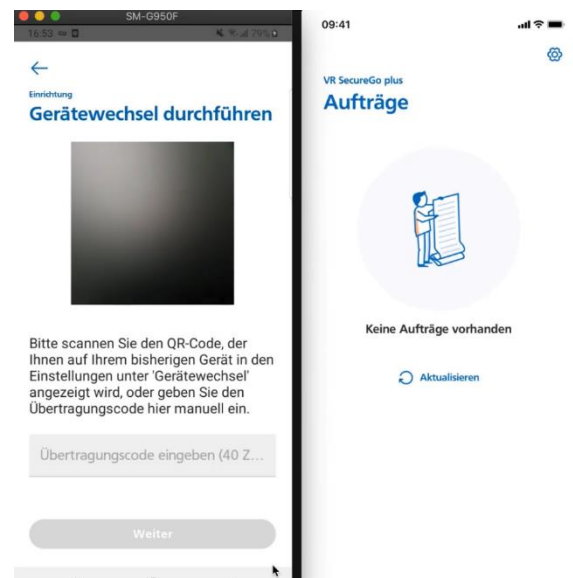 SM-G950F
16:53
79%
Einrichtung
Gerätewechsel durchführen
Bitte scannen Sie den QR-Code, der
Ihnen auf Ihrem bisherigen Gerät in den
Einstellungen unter 'Gerätewechsel'
angezeigt wird, oder geben Sie den
Übertragungscode hier manuell ein.
Übertragungscode eingeben (40 Z...
Weiter
09:41
VR SecureGo plus
Aufträge
Keine Aufträge vorhanden
Aktualisieren